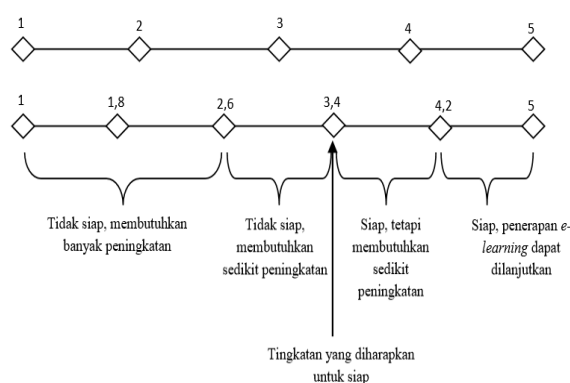 1 2 3 4 5
1 1,8 2,6 3,4 4,2 5
Tidak siap, membutuhkan
banyak peningkatan
Tidak siap,
membutuhkan
sedikit peningkatan
Siap, tetapi
membutuhkan
sedikit
peningkatan
Siap, penerapan e-
learning dapat
dilanjutkan
Tingkatan yang diharapkan
untuk siap